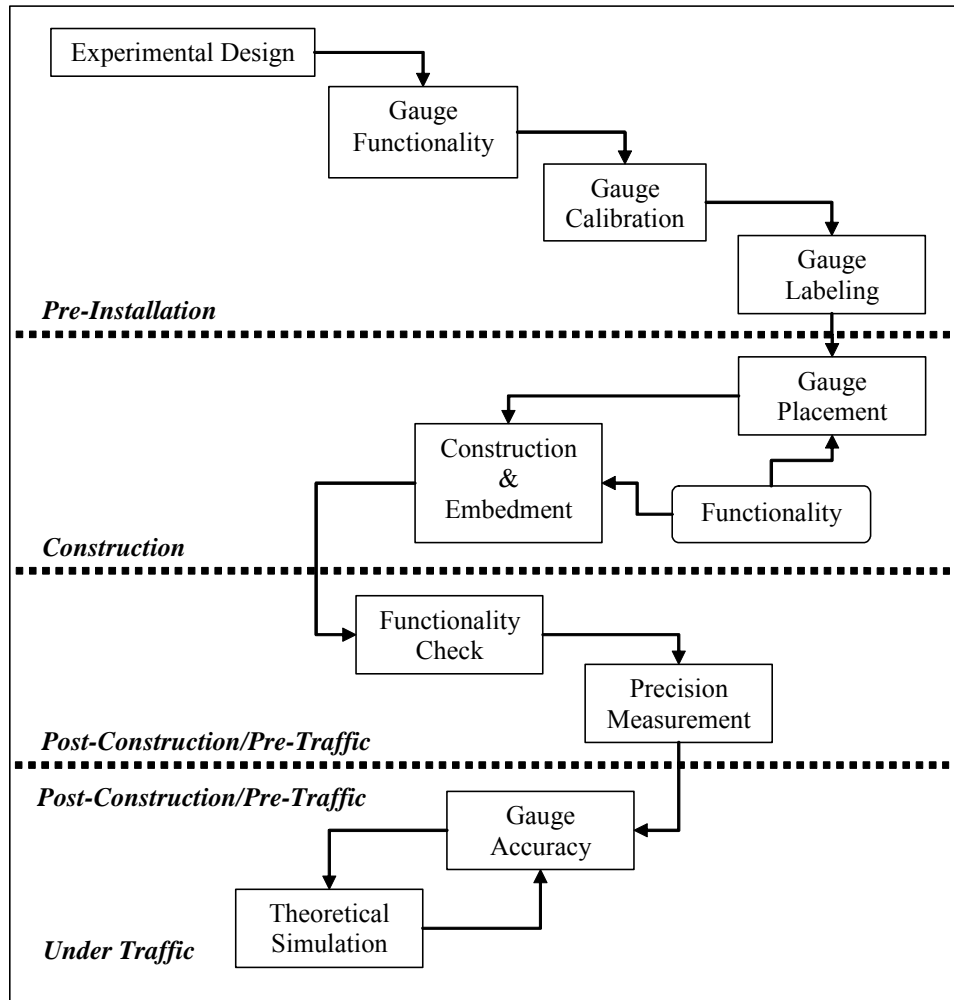 Experimental Design
Gauge
Functionality
Gauge
Calibration
Gauge
Labeling
Pre-Installation
Gauge
Placement
Construction
&
Embedment
Functionality
Construction
Functionality
Check
Precision
Measurement
Post-Construction/Pre-Traffic
Post-Construction/Pre-Traffic
Gauge
Accuracy
Theoretical
Simulation
Under Traffic